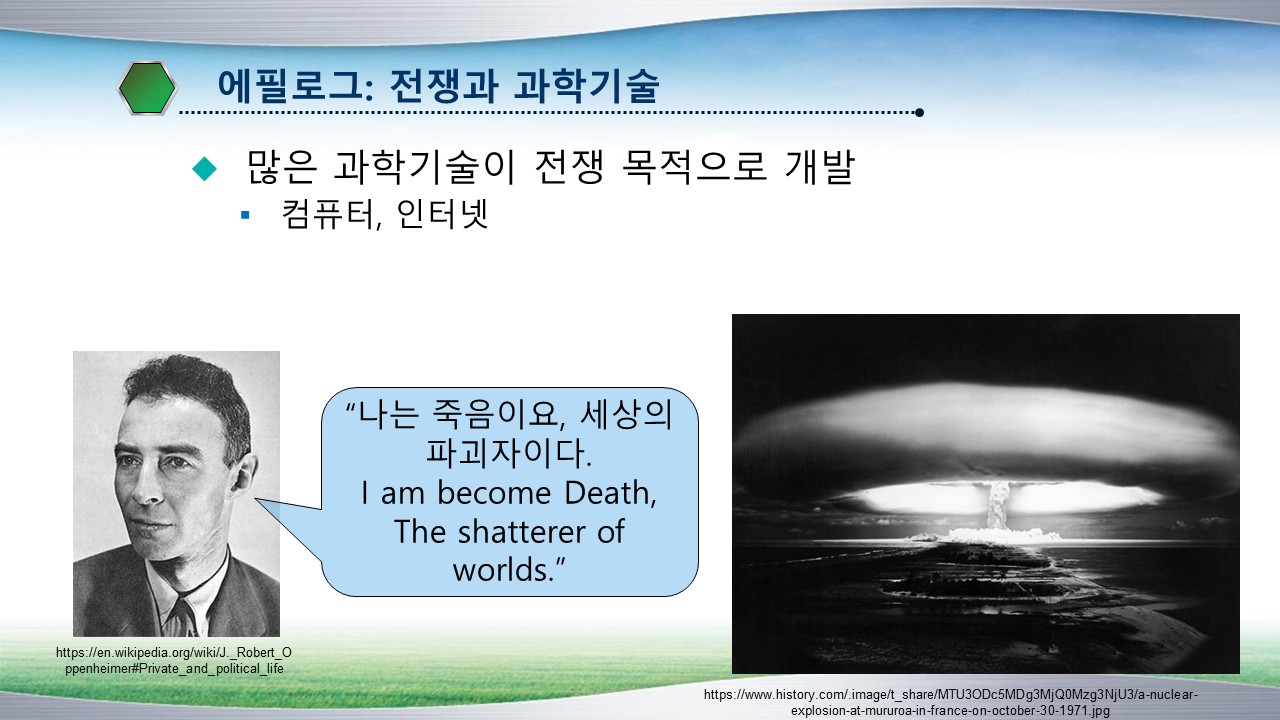 에필로그: 전쟁과 과학기술
많은 과학기술이 전쟁 목적으로 개발
컴퓨터, 인터넷
“나는 죽음이요, 세상의
파괴자이다.
I am become Death,
The shatterer of
worlds.”
https://en.wikipedia.org/wiki/J._Robert_O
ppenheimer#Private_and_political_life
https://www.history.com/.image/t_share/MTU3ODc5MDg3MjQ0Mzg3NjU3/a-nuclear-
explosion-at-mururoa-in-france-on-october-30-1971.jpg